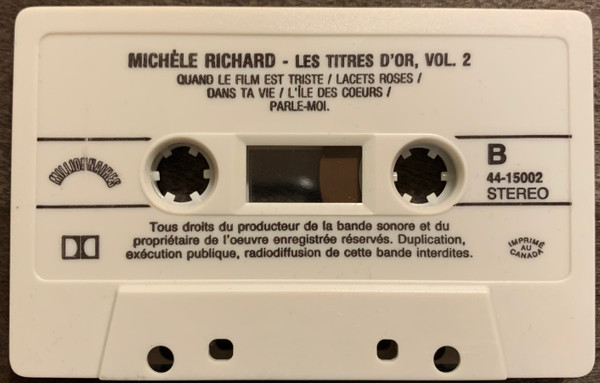 MICHÈLE RICHARD - LES TITRES D'OR, VOL. 2
QUAND LE FILM EST TRISTE / LACETS ROSES /
DANS TA VIE / L'ÎLE DES COEURS /
PARLE-MOI.
MILLIONNAIRES
B
44-15002
STEREO
Tous droits du producteur de la bande sonore et du
propriétaire de l'oeuvre enregistrée réservés. Duplication,
exécution publique, radiodiffusion de cette bande interdites.
IMPRIMÉ
AU
CANADA